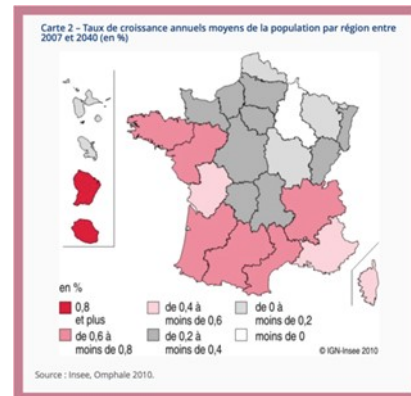 Carte 2 – Taux de croissance annuels moyens de la population par région entre
2007 et 2040 (en %)
en %
0,8
et plus
de 0,4 à
moins de 0,6
de 0 à
moins de 0,2
de 0,6 à
moins de 0,8
de 0,2 à
moins de 0,4
moins de 0
© IGN-Insee 2010
Source : Insee, Omphale 2010.